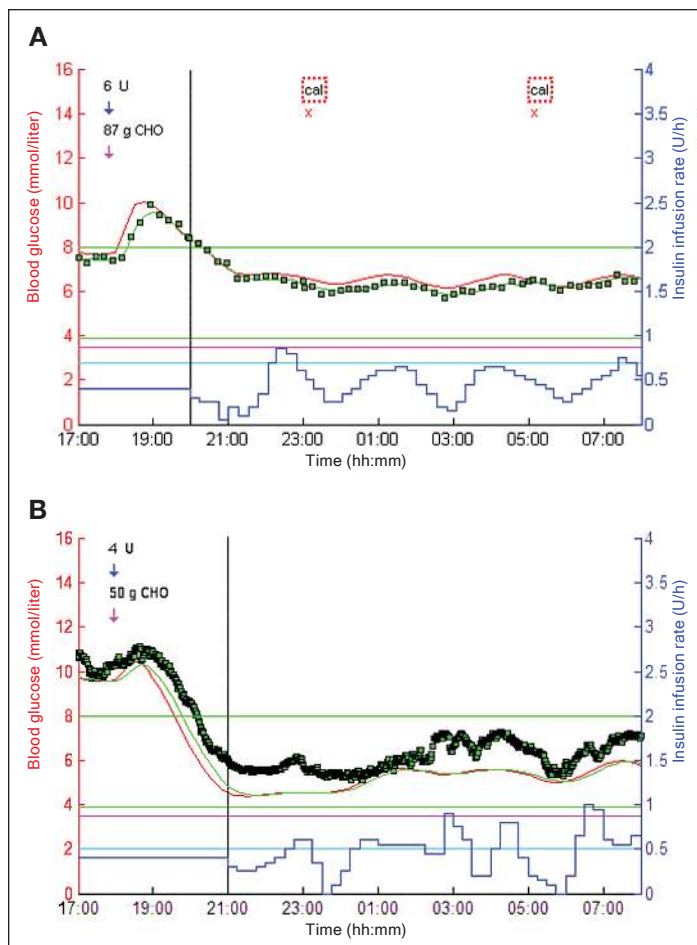 A
Blood glucose (mmol/liter)
Insulin infusion rate (U/h)
16
14
12
10
8
6
4
2
0
4
3.5
3
2.5
2
1.5
1
0.5
0
6 U
87 g CHO
cal
cal
x
x
17:00 19:00 21:00 23:00 01:00 03:00 05:00 07:00
Time (hh:mm)
B
Blood glucose (mmol/liter)
Insulin infusion rate (U/h)
16
14
12
10
8
6
4
2
0
4
3.5
3
2.5
2
1.5
1
0.5
0
4 U
50 g CHO
17:00 19:00 21:00 23:00 01:00 03:00 05:00 07:00
Time (hh:mm)